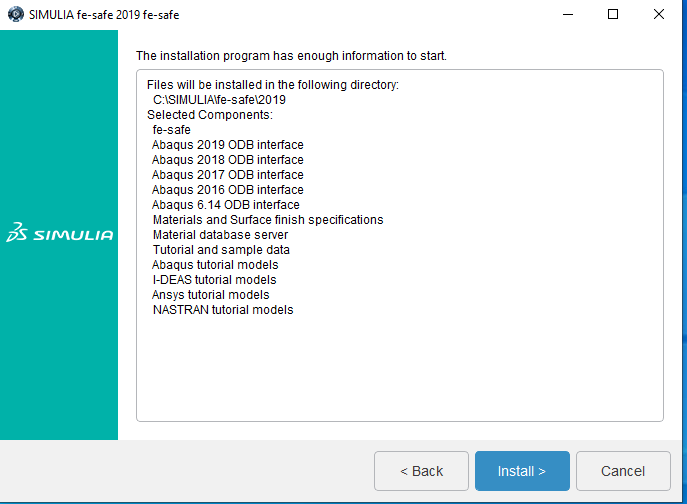 SIMULIA fe-safe 2019 fe-safe
The installation program has enough information to start.
Files will be installed in the following directory:
C:\SIMULIA\fe-safe\2019
Selected Components:
fe-safe
Abaqus 2019 ODB interface
Abaqus 2018 ODB interface
Abaqus 2017 ODB interface
Abaqus 2016 ODB interface
Abaqus 6.14 ODB interface
Materials and Surface finish specifications
Material database server
Tutorial and sample data
Abaqus tutorial models
I-DEAS tutorial models
Ansys tutorial models
NASTRAN tutorial models
SIMULIA
< Back
Install >
Cancel